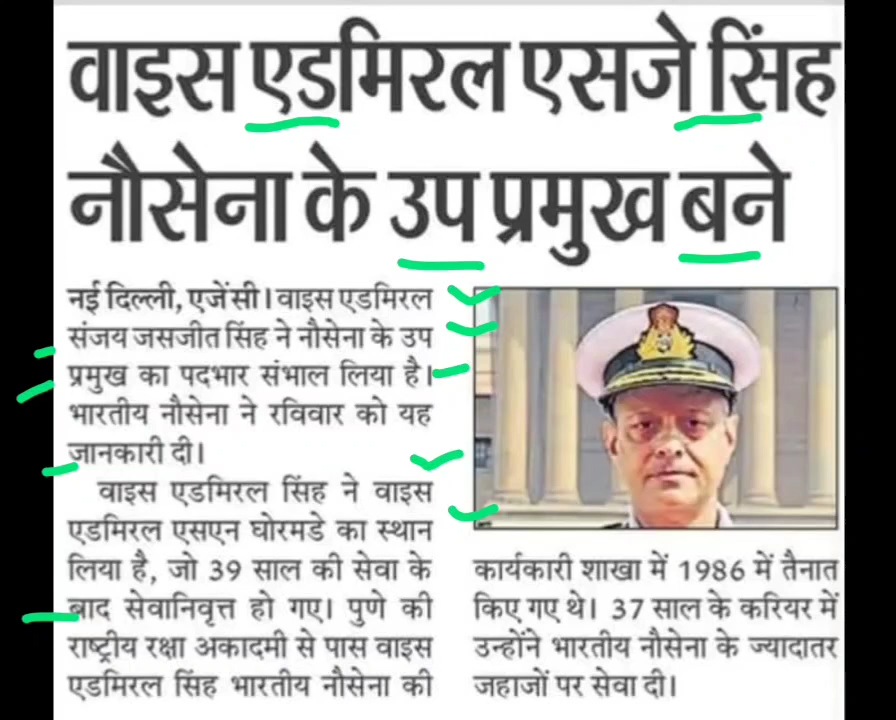 वाइस एडमिरल एसजे सिंह
नौसेना के उप प्रमुख बने
नई दिल्ली, एजेंसी। वाइस एडमिरल
संजय जसजीत सिंह ने नौसेना के उप
प्रमुख का पदभार संभाल लिया है।
भारतीय नौसेना ने रविवार को यह
जानकारी दी।
वाइस एडमिरल सिंह ने वाइस
एडमिरल एसएन घोरमडे का स्थान
लिया है, जो 39 साल की सेवा के
बाद सेवानिवृत्त हो गए। पुणे की
राष्ट्रीय रक्षा अकादमी से पास वाइस
एडमिरल सिंह भारतीय नौसेना की
कार्यकारी शाखा में 1986 में तैनात
किए गए थे। 37 साल के करियर में
उन्होंने भारतीय नौसेना के ज्यादातर
जहाजों पर सेवा दी।